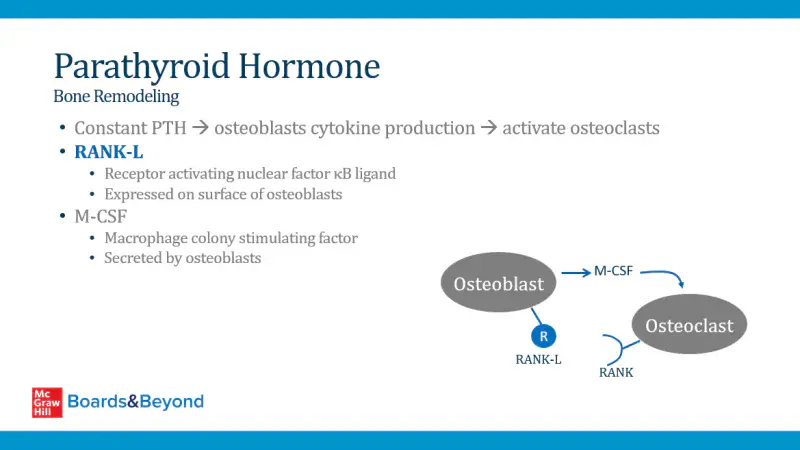 Parathyroid Hormone
Bone Remodeling
• Constant PTH → osteoblasts cytokine production → activate osteoclasts
• RANK-L
• Receptor activating nuclear factor κB ligand
• Expressed on surface of osteoblasts
• M-CSF
• Macrophage colony stimulating factor
• Secreted by osteoblasts
Osteoblast
M-CSF
Osteoclast
R
RANK-L
RANK
Mc
Graw
Hill
Boards&Beyond